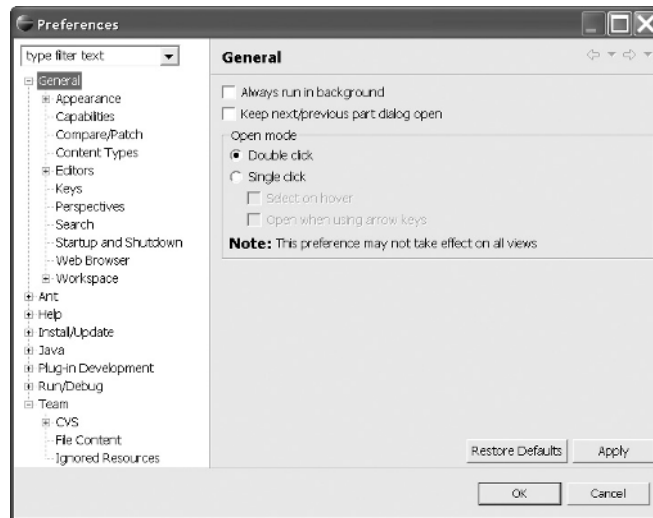 Preferences
type filter text
General
Appearance
Capabilities
Compare/Patch
Content Types
Editors
Keys
Perspectives
Search
Startup and Shutdown
Web Browser
Workspace
Ant
Help
Install/Update
Java
Plug-in Development
Run/Debug
Team
CVS
File Content
Ignored Resources
General
Always run in background
Keep next/previous part dialog open
Open mode
Double click
Single click
Select on hover
Open when using arrow keys
Note: This preference may not take effect on all views
Restore Defaults
Apply
OK
Cancel